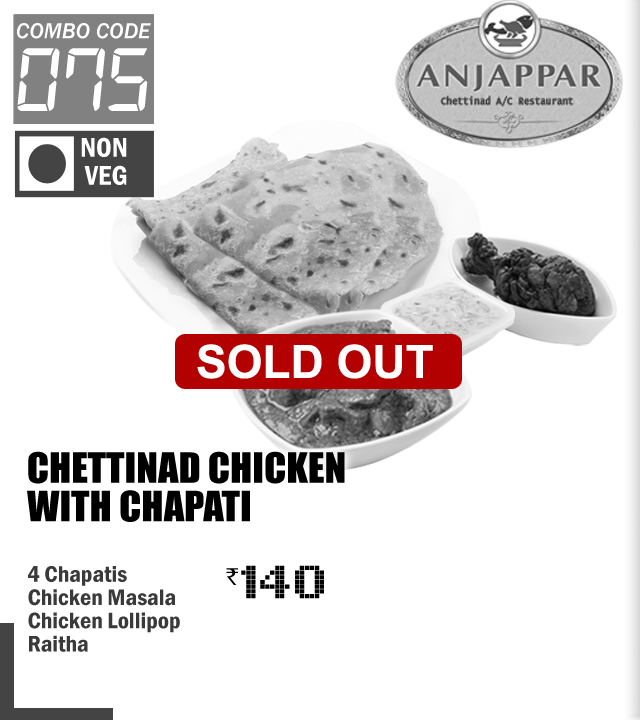 COMBO CODE
075
NON
VEG
ANJAPPAR
Chettinad A/C Restaurant
SOLD OUT
CHETTINAD CHICKEN
WITH CHAPATI
4 Chapatis
Chicken Masala
Chicken Lollipop
Raitha
₹140